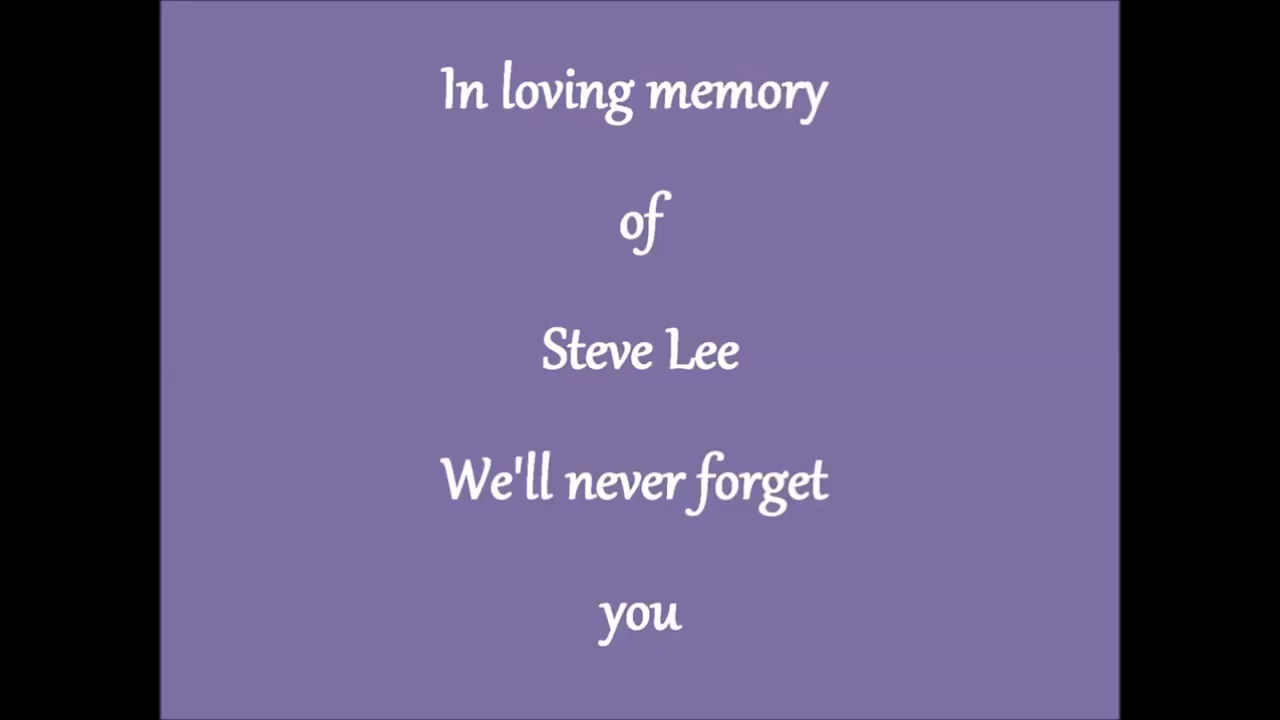 In loving memory
of
Steve Lee
We'll never forget
you